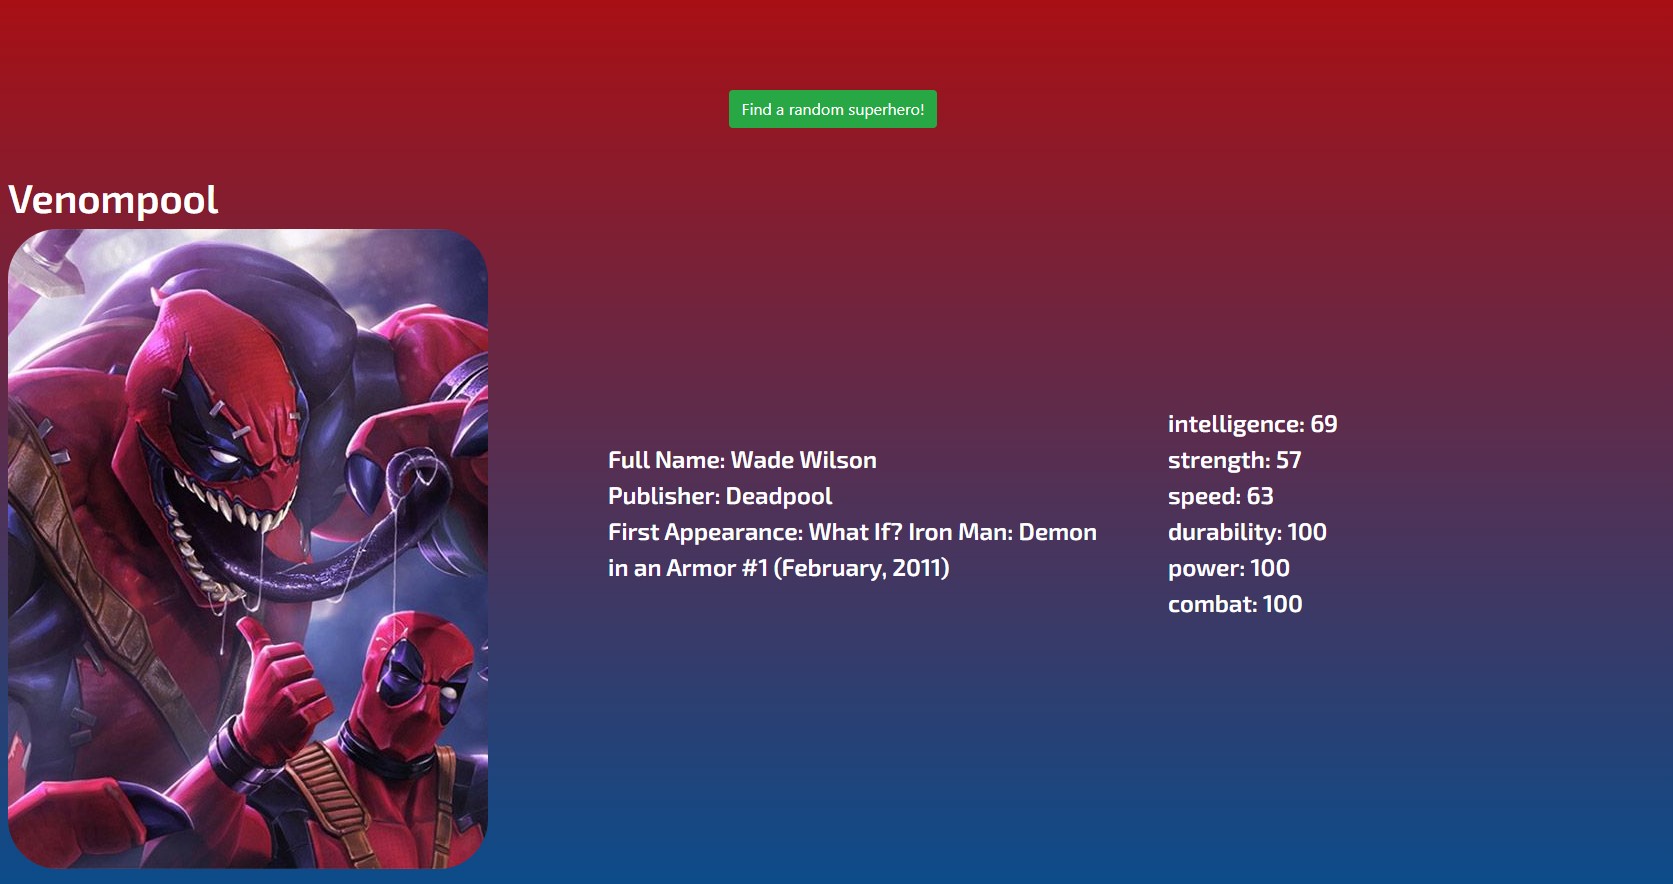 Find a random superhero!
Venompool
Full Name: Wade Wilson
Publisher: Deadpool
First Appearance: What If? Iron Man: Demon
in an Armor #1 (February, 2011)
intelligence: 69
strength: 57
speed: 63
durability: 100
power: 100
combat: 100